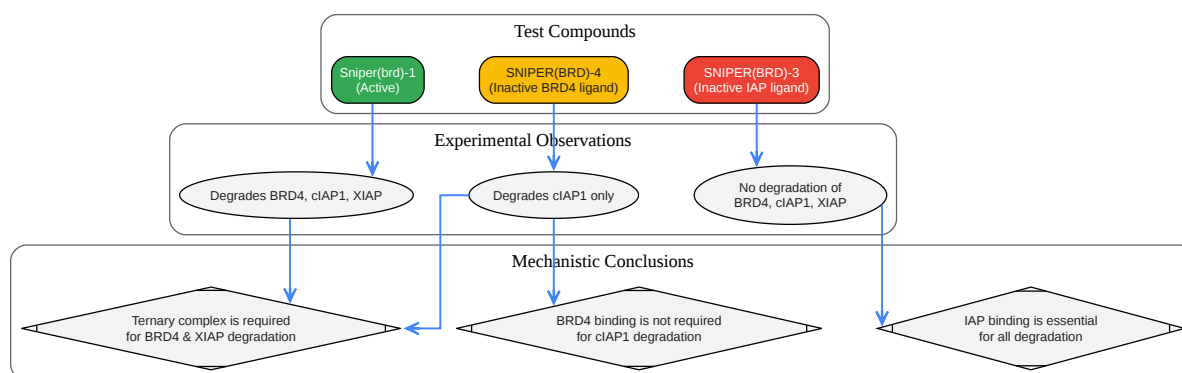 Test Compounds
Sniper(brd)-1
(Active)
SNIPER(BRD)-4
(Inactive BRD4 ligand)
SNIPER(BRD)-3
(Inactive IAP ligand)
Experimental Observations
Degrades BRD4, cIAP1, XIAP
Degrades cIAP1 only
No degradation of
BRD4, cIAP1, XIAP
Mechanistic Conclusions
Ternary complex is required
for BRD4 & XIAP degradation
BRD4 binding is not required
for cIAP1 degradation
IAP binding is essential
for all degradation